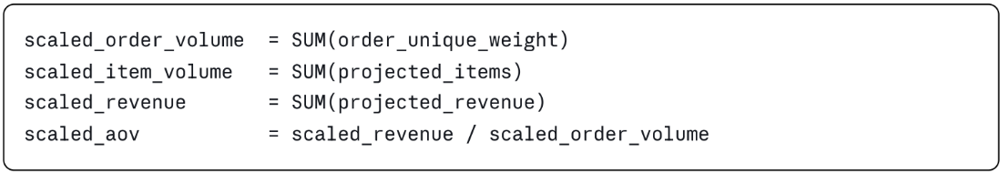 scaled_order_volume  = SUM(order_unique_weight)
scaled_item_volume   = SUM(projected_items)
scaled_revenue       = SUM(projected_revenue)
scaled_aov           = scaled_revenue / scaled_order_volume